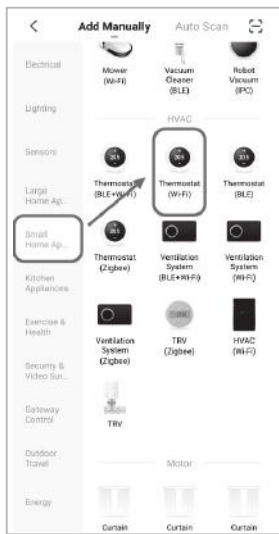 Add Manually
Auto Scan
Electrical
Lighting
Sensors
Large
Home Ap...
Small
Home Ap...
Kitchen
Appliances
Exercise &
Health
Security &
Video Sur...
Gateway
Control
Outdoor
Travel
Energy
Mower
(Wi-Fi)
Vacuum
Cleaner
(BLE)
Robot
Vacuum
(IPC)
HVAC
Thermostat
(BLE+Wi-Fi)
Thermostat
(Wi-Fi)
Thermostat
(BLE)
Thermostat
(Zigbee)
Ventilation
System
(BLE+Wi-Fi)
Ventilation
System
(Wi-Fi)
Ventilation
System
(Zigbee)
TRV
(Zigbee)
HVAC
(Wi-Fi)
TRV
Motor
Curtain
Curtain
Curtain